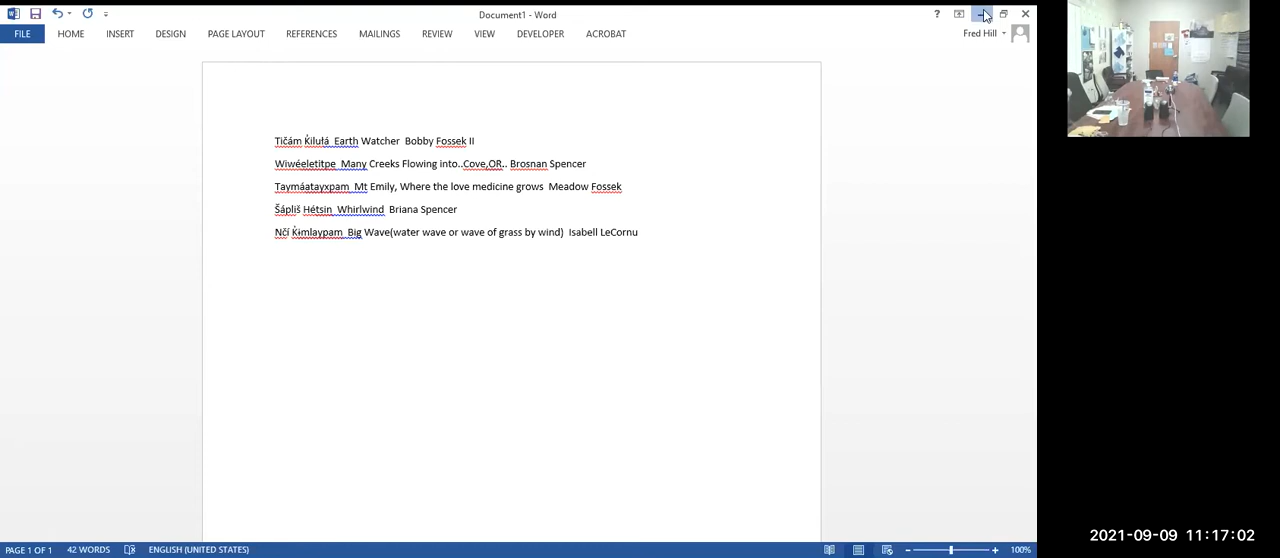 Document1 - Word
?
FILE HOME INSERT DESIGN PAGE LAYOUT REFERENCES MAILINGS REVIEW VIEW DEVELOPER ACROBAT Fred Hill
Tičám K̓ilułá Earth Watcher Bobby Fossek II
Wiwéeletitpe Many Creeks Flowing into..Cove,OR.. Brosnan Spencer
Taymáatayxpam Mt Emily, Where the love medicine grows Meadow Fossek
Šápliš Hétsin Whirlwind Briana Spencer
Nčí K̓ɨmlaypam Big Wave(water wave or wave of grass by wind) Isabell LeCornu
PAGE 1 OF 1 42 WORDS ENGLISH (UNITED STATES) 100%
2021-09-09 11:17:02